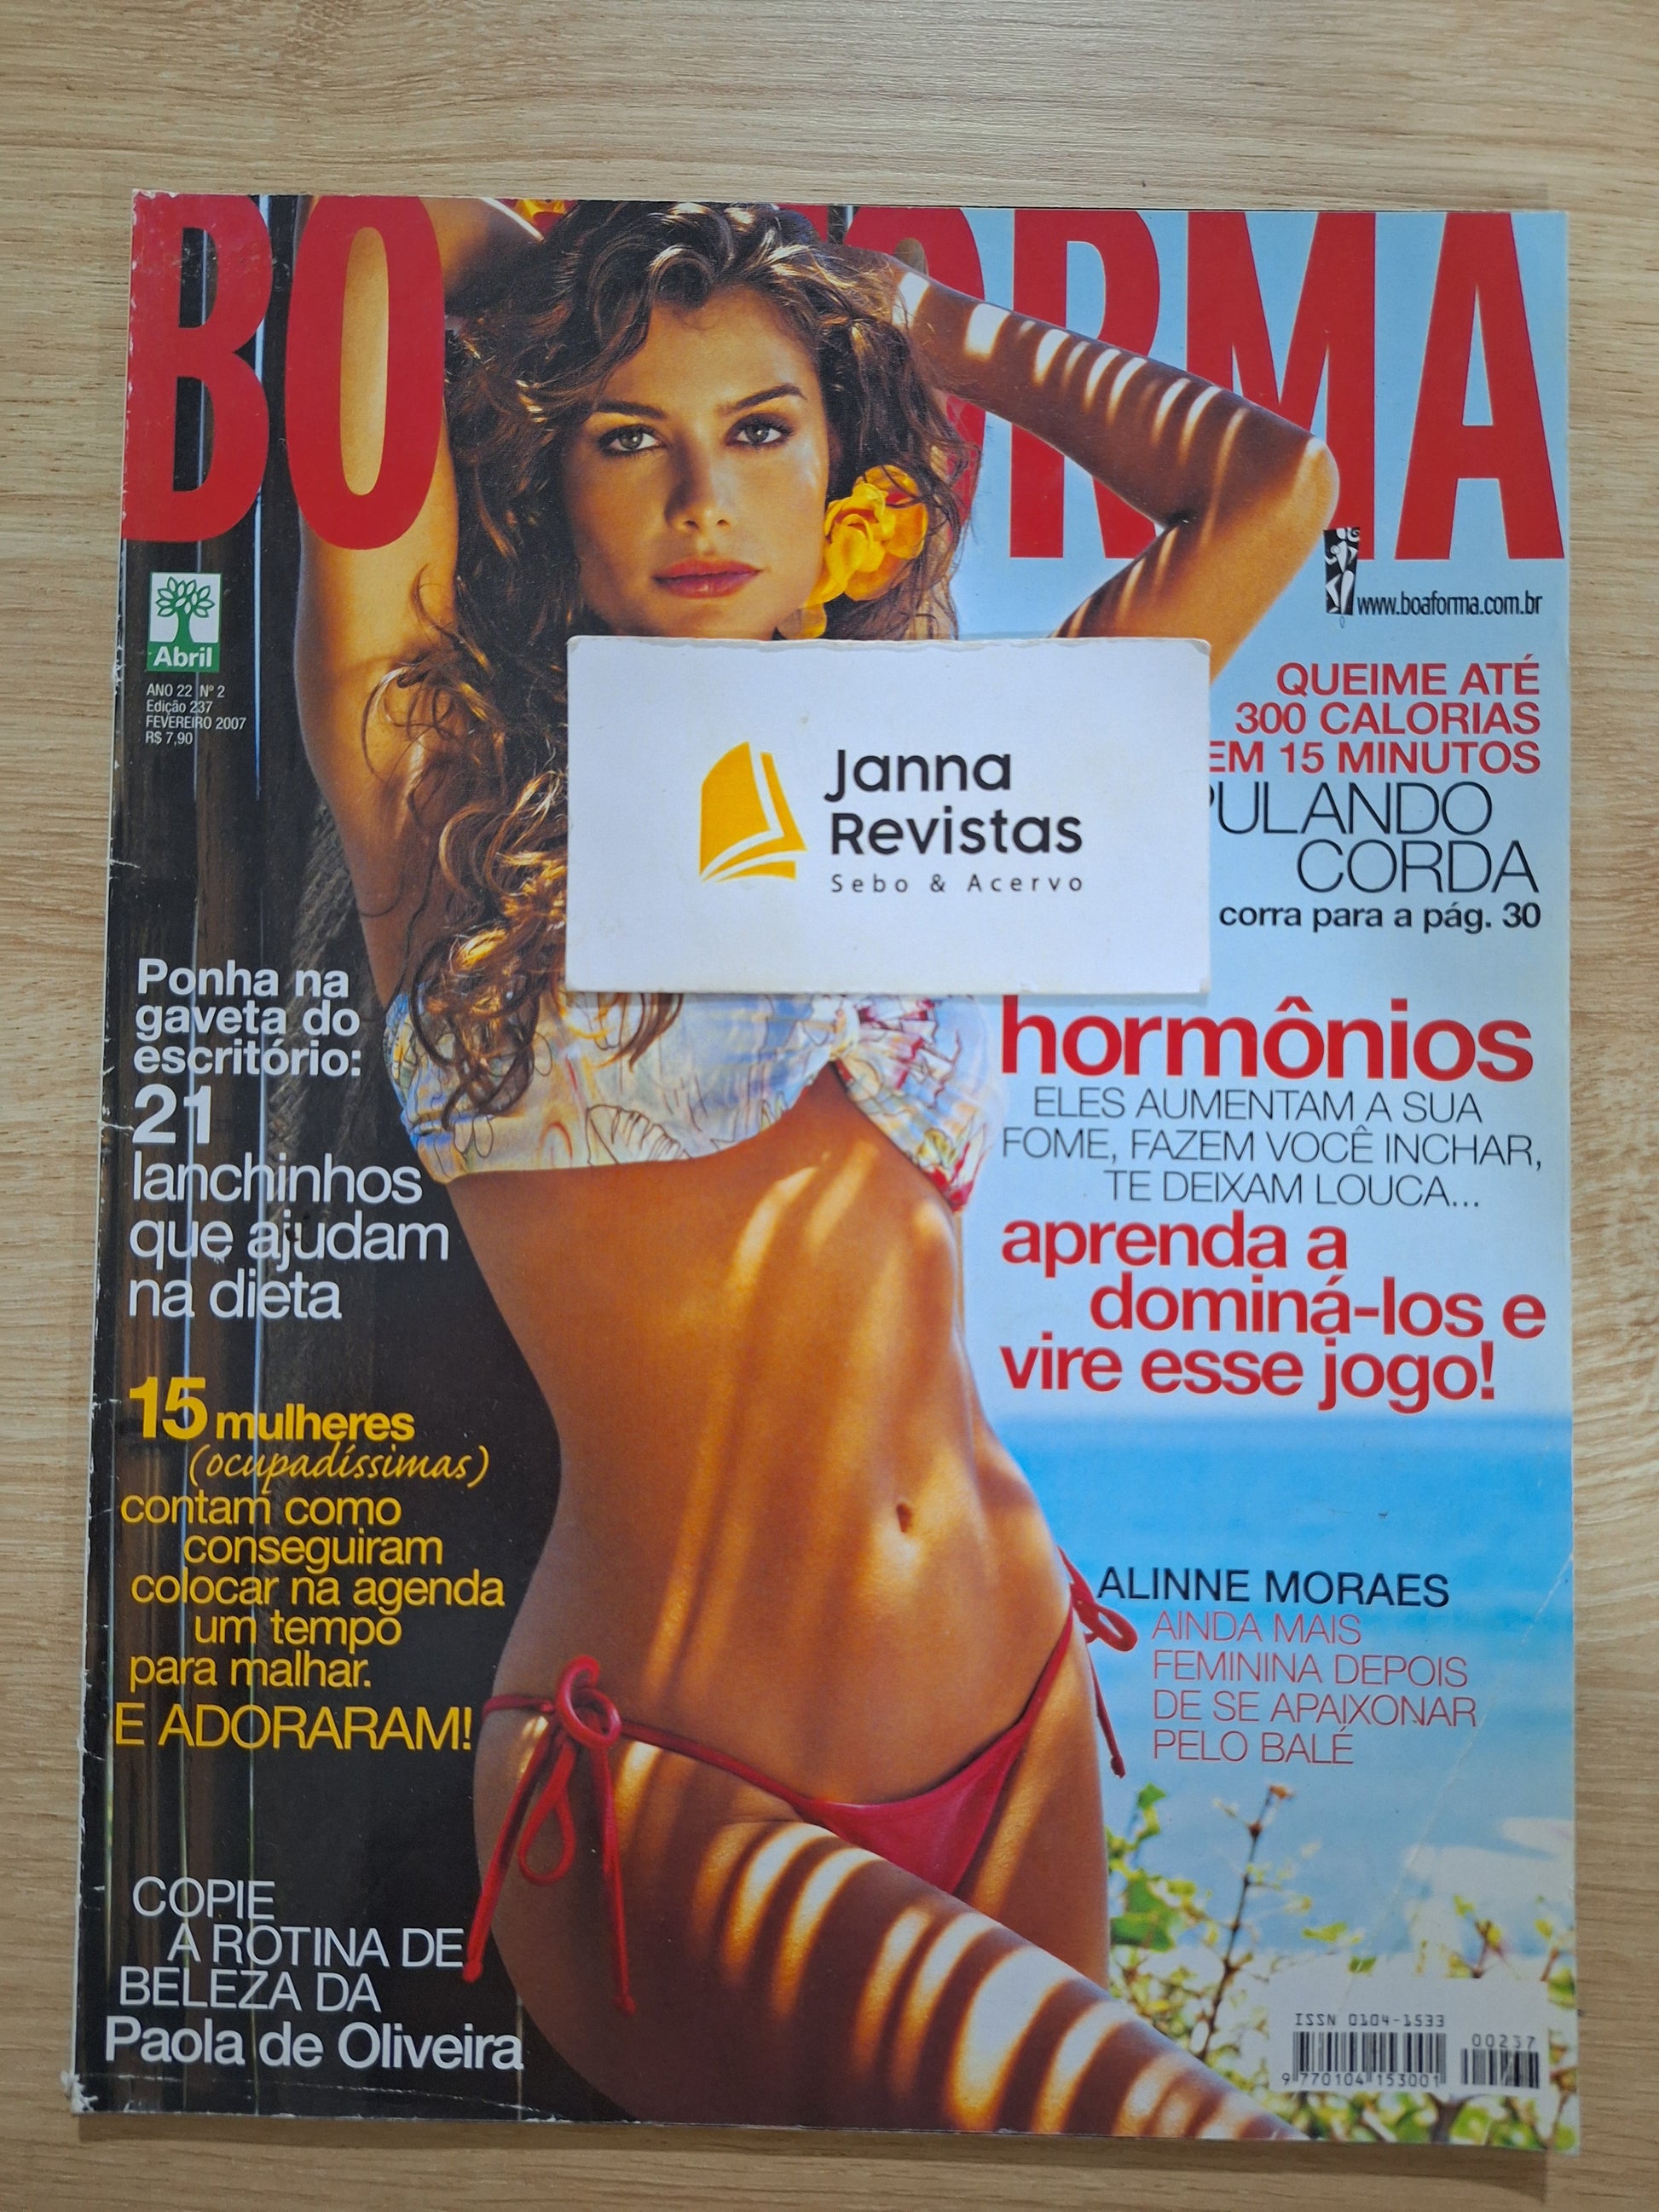 BOA FORMA
www.boaforma.com.br
Abril
ANO 22 Nº 2
Edição 237
FEVEREIRO 2007
R$ 7,90
QUEIME ATÉ
300 CALORIAS
EM 15 MINUTOS
PULANDO
CORDA
corra para a pág. 30
Janna
Revistas
Sebo & Acervo
Ponha na
gaveta do
escritório:
21
lanchinhos
que ajudam
na dieta
hormônios
ELES AUMENTAM A SUA
FOME, FAZEM VOCÊ INCHAR,
TE DEIXAM LOUCA...
aprenda a
dominá-los e
vire esse jogo!
15 mulheres
(ocupadíssimas)
contam como
conseguiram
colocar na agenda
um tempo
para malhar.
E ADORARAM!
ALINNE MORAES
AINDA MAIS
FEMININA DEPOIS
DE SE APAIXONAR
PELO BALÉ
COPIE
A ROTINA DE
BELEZA DA
Paola de Oliveira
ISSN 0104-1533
00237
9 770104 153001